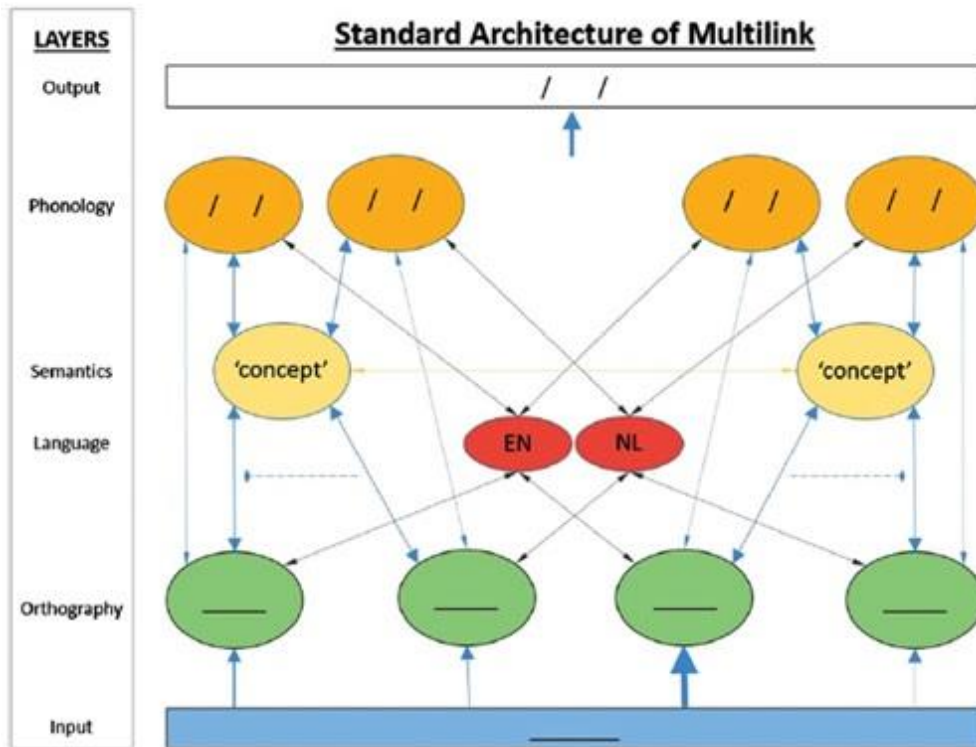 LAYERS
Standard Architecture of Multilink
Output
/ /
Phonology
/ / / / / / / /
Semantics
'concept' 'concept'
Language
EN NL
Orthography
Input